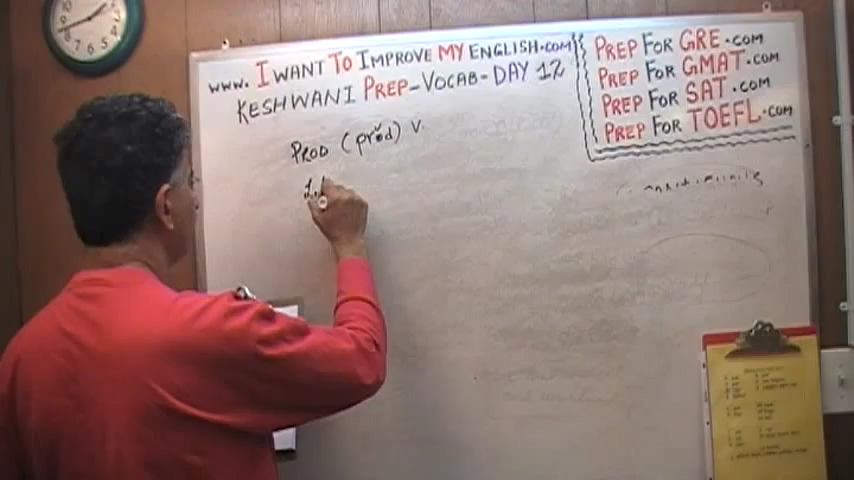 www. I WANT TO IMPROVE MY ENGLISH.COM
KESHWANI PREP-VOCAB-DAY 12
PREP FOR GRE.COM
PREP FOR GMAT.COM
PREP FOR SAT.COM
PREP FOR TOEFL.COM
PROD (prŏd) V.
1.